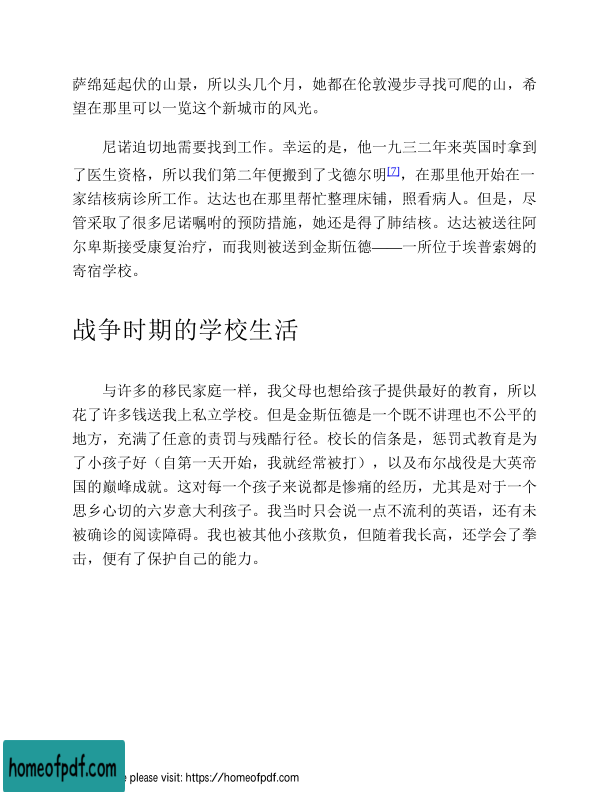 萨绵延起伏的山景，所以头几个月，她都在伦敦漫步寻找可爬的山，希
望在那里可以一览这个新城市的风光。
尼诺迫切地需要找到工作。幸运的是，他一九三二年来英国时拿到
了医生资格，所以我们第二年便搬到了戈德尔明[7]，在那里他开始在一
家结核病诊所工作。达达也在那里帮忙整理床铺，照看病人。但是，尽
管采取了很多尼诺嘱咐的预防措施，她还是得了肺结核。达达被送往阿
尔卑斯接受康复治疗，而我则被送到金斯伍德——一所位于埃普索姆的
寄宿学校。
战争时期的学校生活
与许多的移民家庭一样，我父母也想给孩子提供最好的教育，所以
花了许多钱送我上私立学校。但是金斯伍德是一个既不讲理也不公平的
地方，充满了任意的责罚与残酷行径。校长的信条是，惩罚式教育是为
了小孩子好（自第一天开始，我就经常被打），以及布尔战役是大英帝
国的巅峰成就。这对每一个孩子来说都是惨痛的经历，尤其是对于一个
思乡心切的六岁意大利孩子。我当时只会说一点不流利的英语，还有未
被确诊的阅读障碍。我也被其他小孩欺负，但随着我长高，还学会了拳
击，便有了保护自己的能力。
homeofpdf.com
e please visit: https://homeofpdf.com